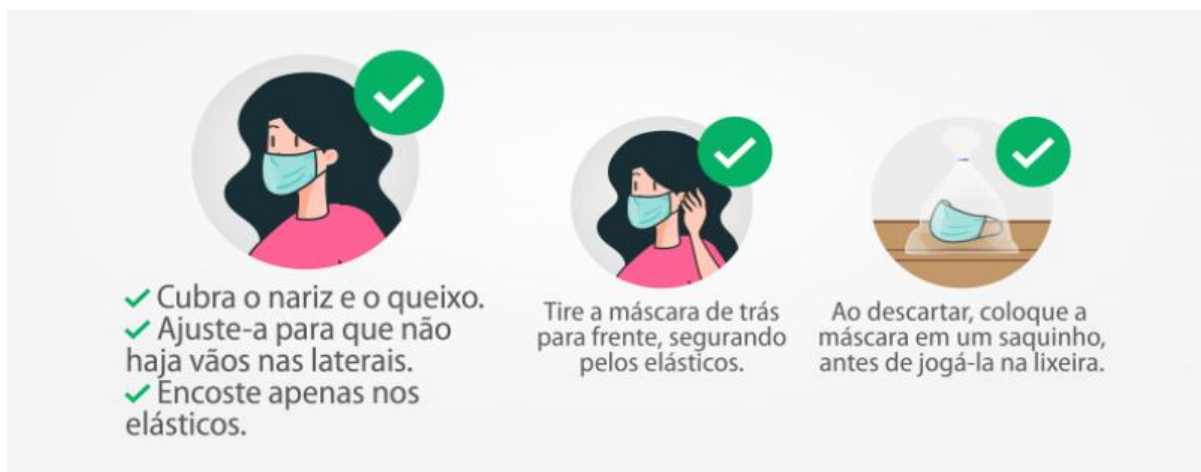 ✓ Cubra o nariz e o queixo.
✓ Ajuste-a para que não
haja vãos nas laterais.
✓ Encoste apenas nos
elásticos.
Tire a máscara de trás
para frente, segurando
pelos elásticos.
Ao descartar, coloque a
máscara em um saquinho,
antes de jogá-la na lixeira.